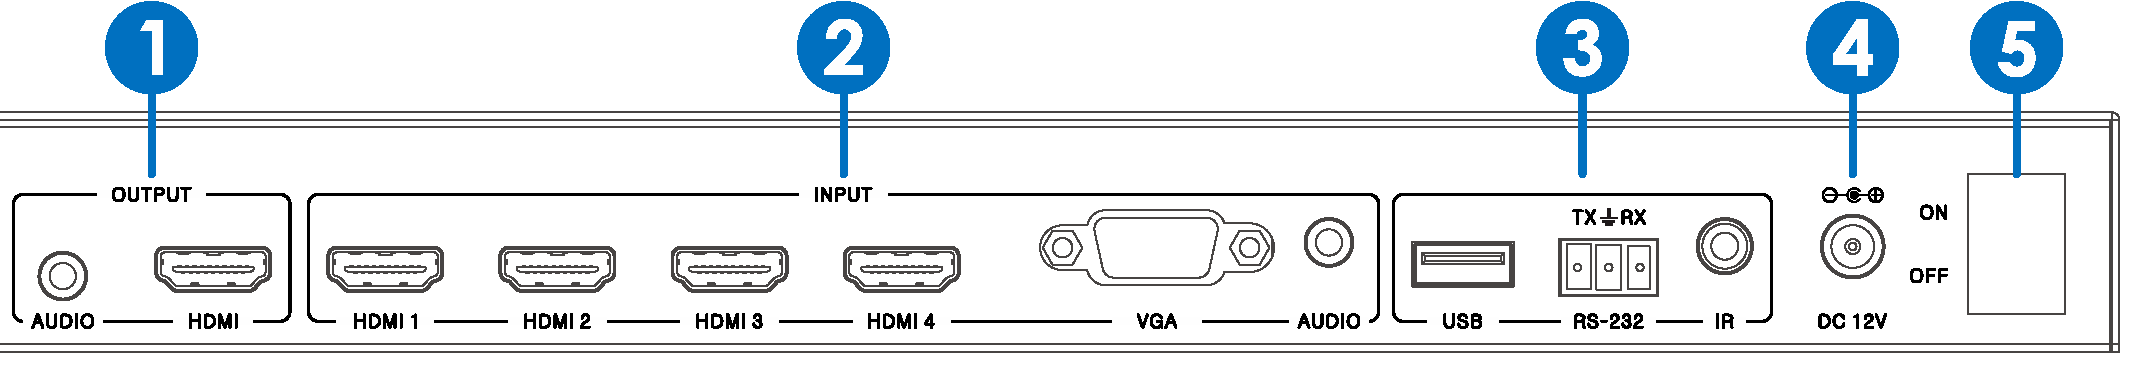 1 2 3 4 5
OUTPUT INPUT
TX RX
ON
OFF
AUDIO HDMI HDMI 1 HDMI 2 HDMI 3 HDMI 4 VGA AUDIO USB RS-232 IR DC 12V